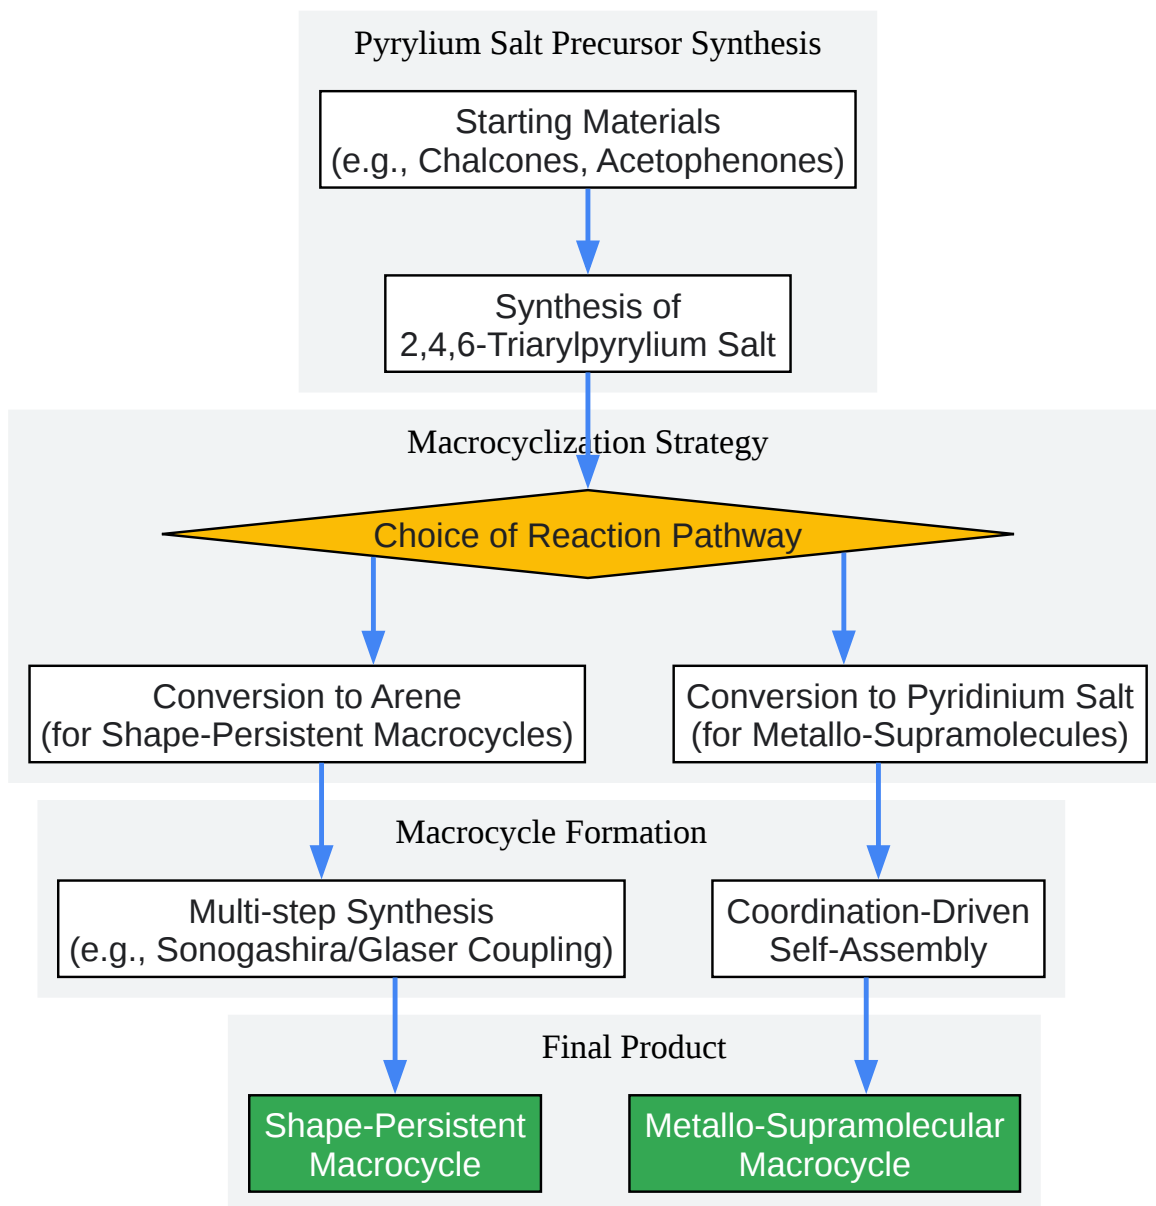 Pyrylium Salt Precursor Synthesis
Starting Materials
(e.g., Chalcones, Acetophenones)
Synthesis of
2,4,6-Triarylpyrylium Salt
Macrocyclization Strategy
Choice of Reaction Pathway
Conversion to Arene
(for Shape-Persistent Macrocycles)
Conversion to Pyridinium Salt
(for Metallo-Supramolecules)
Macrocycle Formation
Multi-step Synthesis
(e.g., Sonogashira/Glaser Coupling)
Coordination-Driven
Self-Assembly
Final Product
Shape-Persistent
Macrocycle
Metallo-Supramolecular
Macrocycle